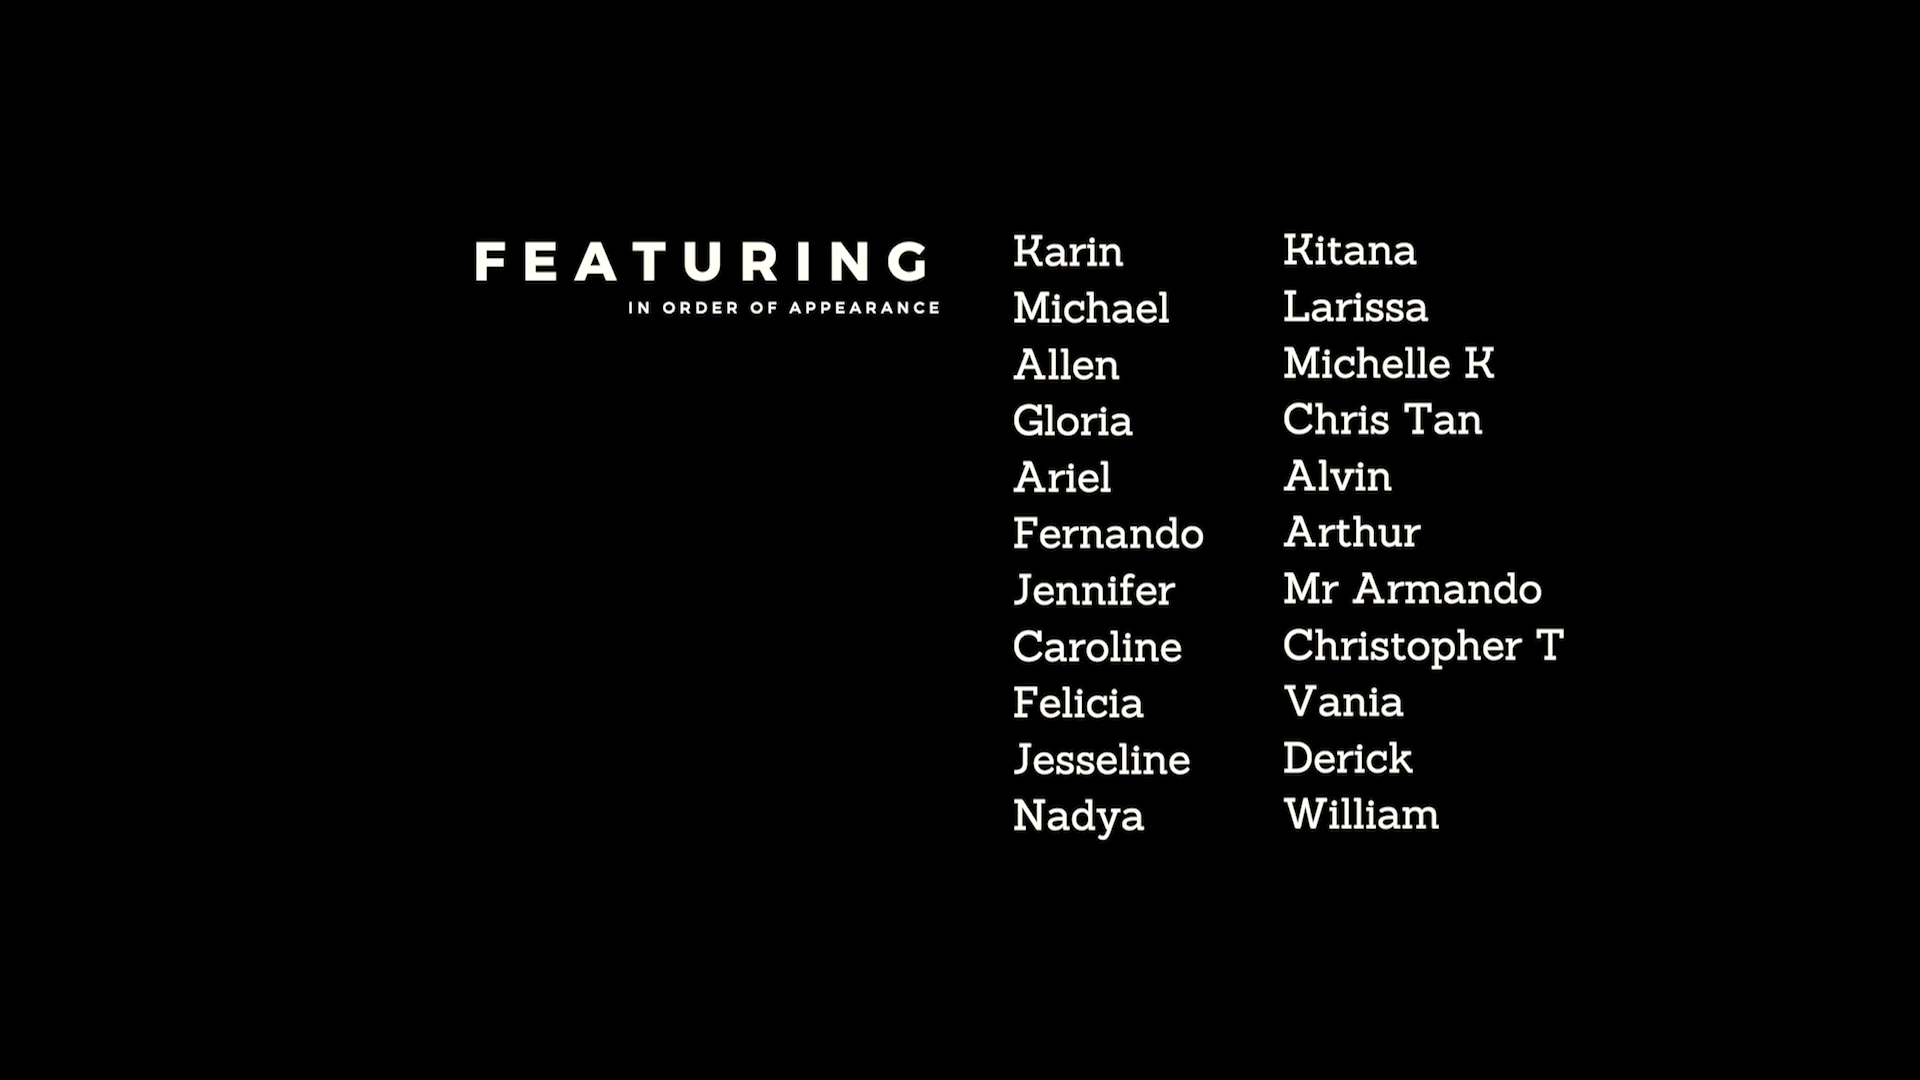 FEATURING
IN ORDER OF APPEARANCE
Karin
Michael
Allen
Gloria
Ariel
Fernando
Jennifer
Caroline
Felicia
Jesseline
Nadya
Kitana
Larissa
Michelle K
Chris Tan
Alvin
Arthur
Mr Armando
Christopher T
Vania
Derick
William